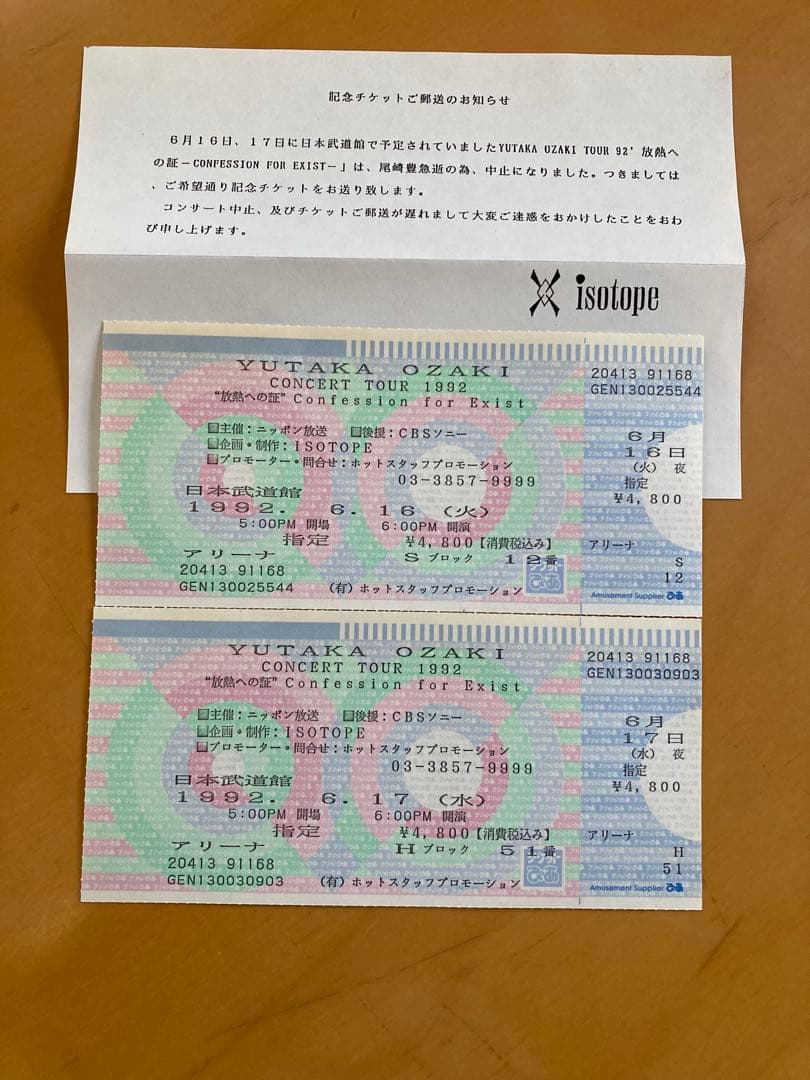 記念チケットご郵送のお知らせ
６月１６日、１７日に日本武道館で予定されていましたYUTAKA OZAKI TOUR 92' 放熱へ
の証－CONFESSION FOR EXIST－」は、尾崎豊急逝の為、中止になりました。つきましては
、ご希望通り記念チケットをお送り致します。
コンサート中止、及びチケットご郵送が遅れまして大変ご迷惑をおかけしたことをおわ
び申し上げます。
isotope
YUTAKA OZAKI
CONCERT TOUR 1992
“放熱への証” Confession for Exist
主催：ニッポン放送 後援：CBSソニー
企画・制作：ISOTOPE
プロモーター・問合せ：ホットスタッフプロモーション
03-3857-9999
日本武道館
1992. 6.16 (火)
5:00PM 開場 6:00PM 開演
指定 ¥4,800【消費税込み】
アリーナ S ブロック 12番
20413 91168
GEN130025544 (有) ホットスタッフプロモーション
ぴあ
20413 91168
GEN130025544
6月
16日
(火) 夜
指定
¥4,800
アリーナ
S
12
Amusement Supplier ぴあ
YUTAKA OZAKI
CONCERT TOUR 1992
“放熱への証” Confession for Exist
主催：ニッポン放送 後援：CBSソニー
企画・制作：ISOTOPE
プロモーター・問合せ：ホットスタッフプロモーション
03-3857-9999
日本武道館
1992. 6.17 (水)
5:00PM 開場 6:00PM 開演
指定 ¥4,800【消費税込み】
アリーナ H ブロック 51番
20413 91168
GEN130030903 (有) ホットスタッフプロモーション
ぴあ
20413 91168
GEN130030903
6月
17日
(水) 夜
指定
¥4,800
アリーナ
H
51
Amusement Supplier ぴあ